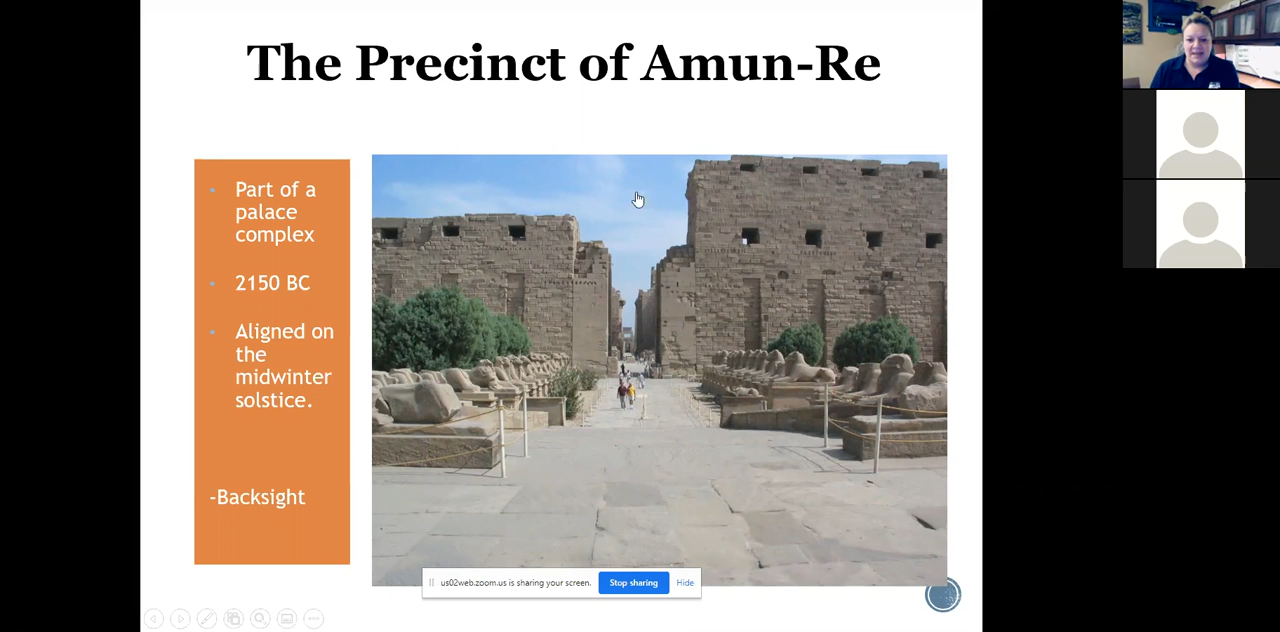 The Precinct of Amun-Re
Part of a
palace
complex
2150 BC
Aligned on
the
midwinter
solstice.
-Backsight
us02web.zoom.us is sharing your screen.
Stop sharing
Hide